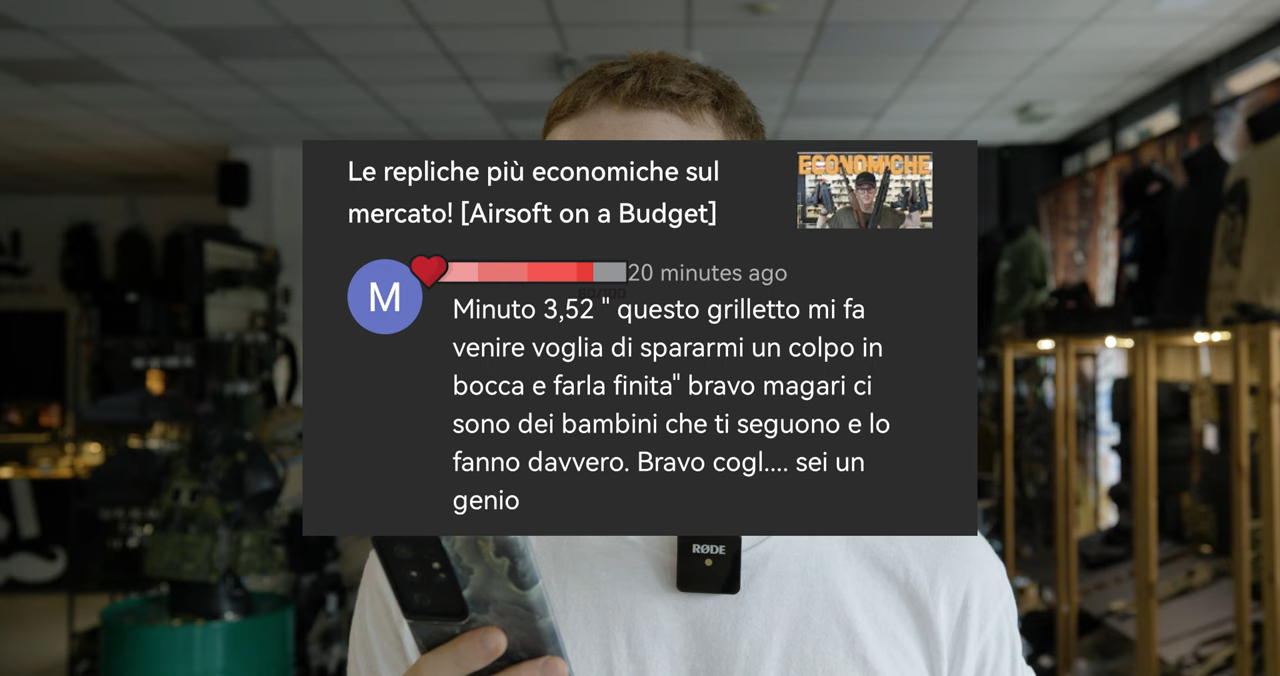 Le repliche più economiche sul
mercato! [Airsoft on a Budget]
ECONOMICHE
M
20 minutes ago
Minuto 3,52 " questo grilletto mi fa
venire voglia di spararmi un colpo in
bocca e farla finita" bravo magari ci
sono dei bambini che ti seguono e lo
fanno davvero. Bravo cogl.... sei un
genio
RØDE